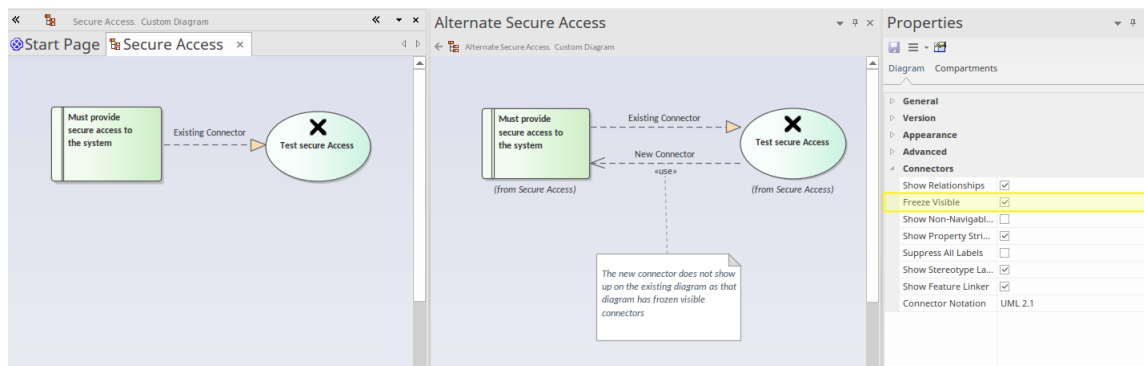 Secure Access. Custom Diagram
Start Page
Secure Access
Must provide
secure access to
the system
Existing Connector
Test secure Access
Alternate Secure Access
Alternate Secure Access. Custom Diagram
Must provide
secure access to
the system
Existing Connector
Test secure Access
New Connector
«use»
(from Secure Access)
(from Secure Access)
The new connector does not show
up on the existing diagram as that
diagram has frozen visible
connectors
Properties
Diagram Compartments
General
Version
Appearance
Advanced
Connectors
Show Relationships
Freeze Visible
Show Non-Navigabl...
Show Property Stri...
Suppress All Labels
Show Stereotype La...
Show Feature Linker
Connector Notation UML 2.1